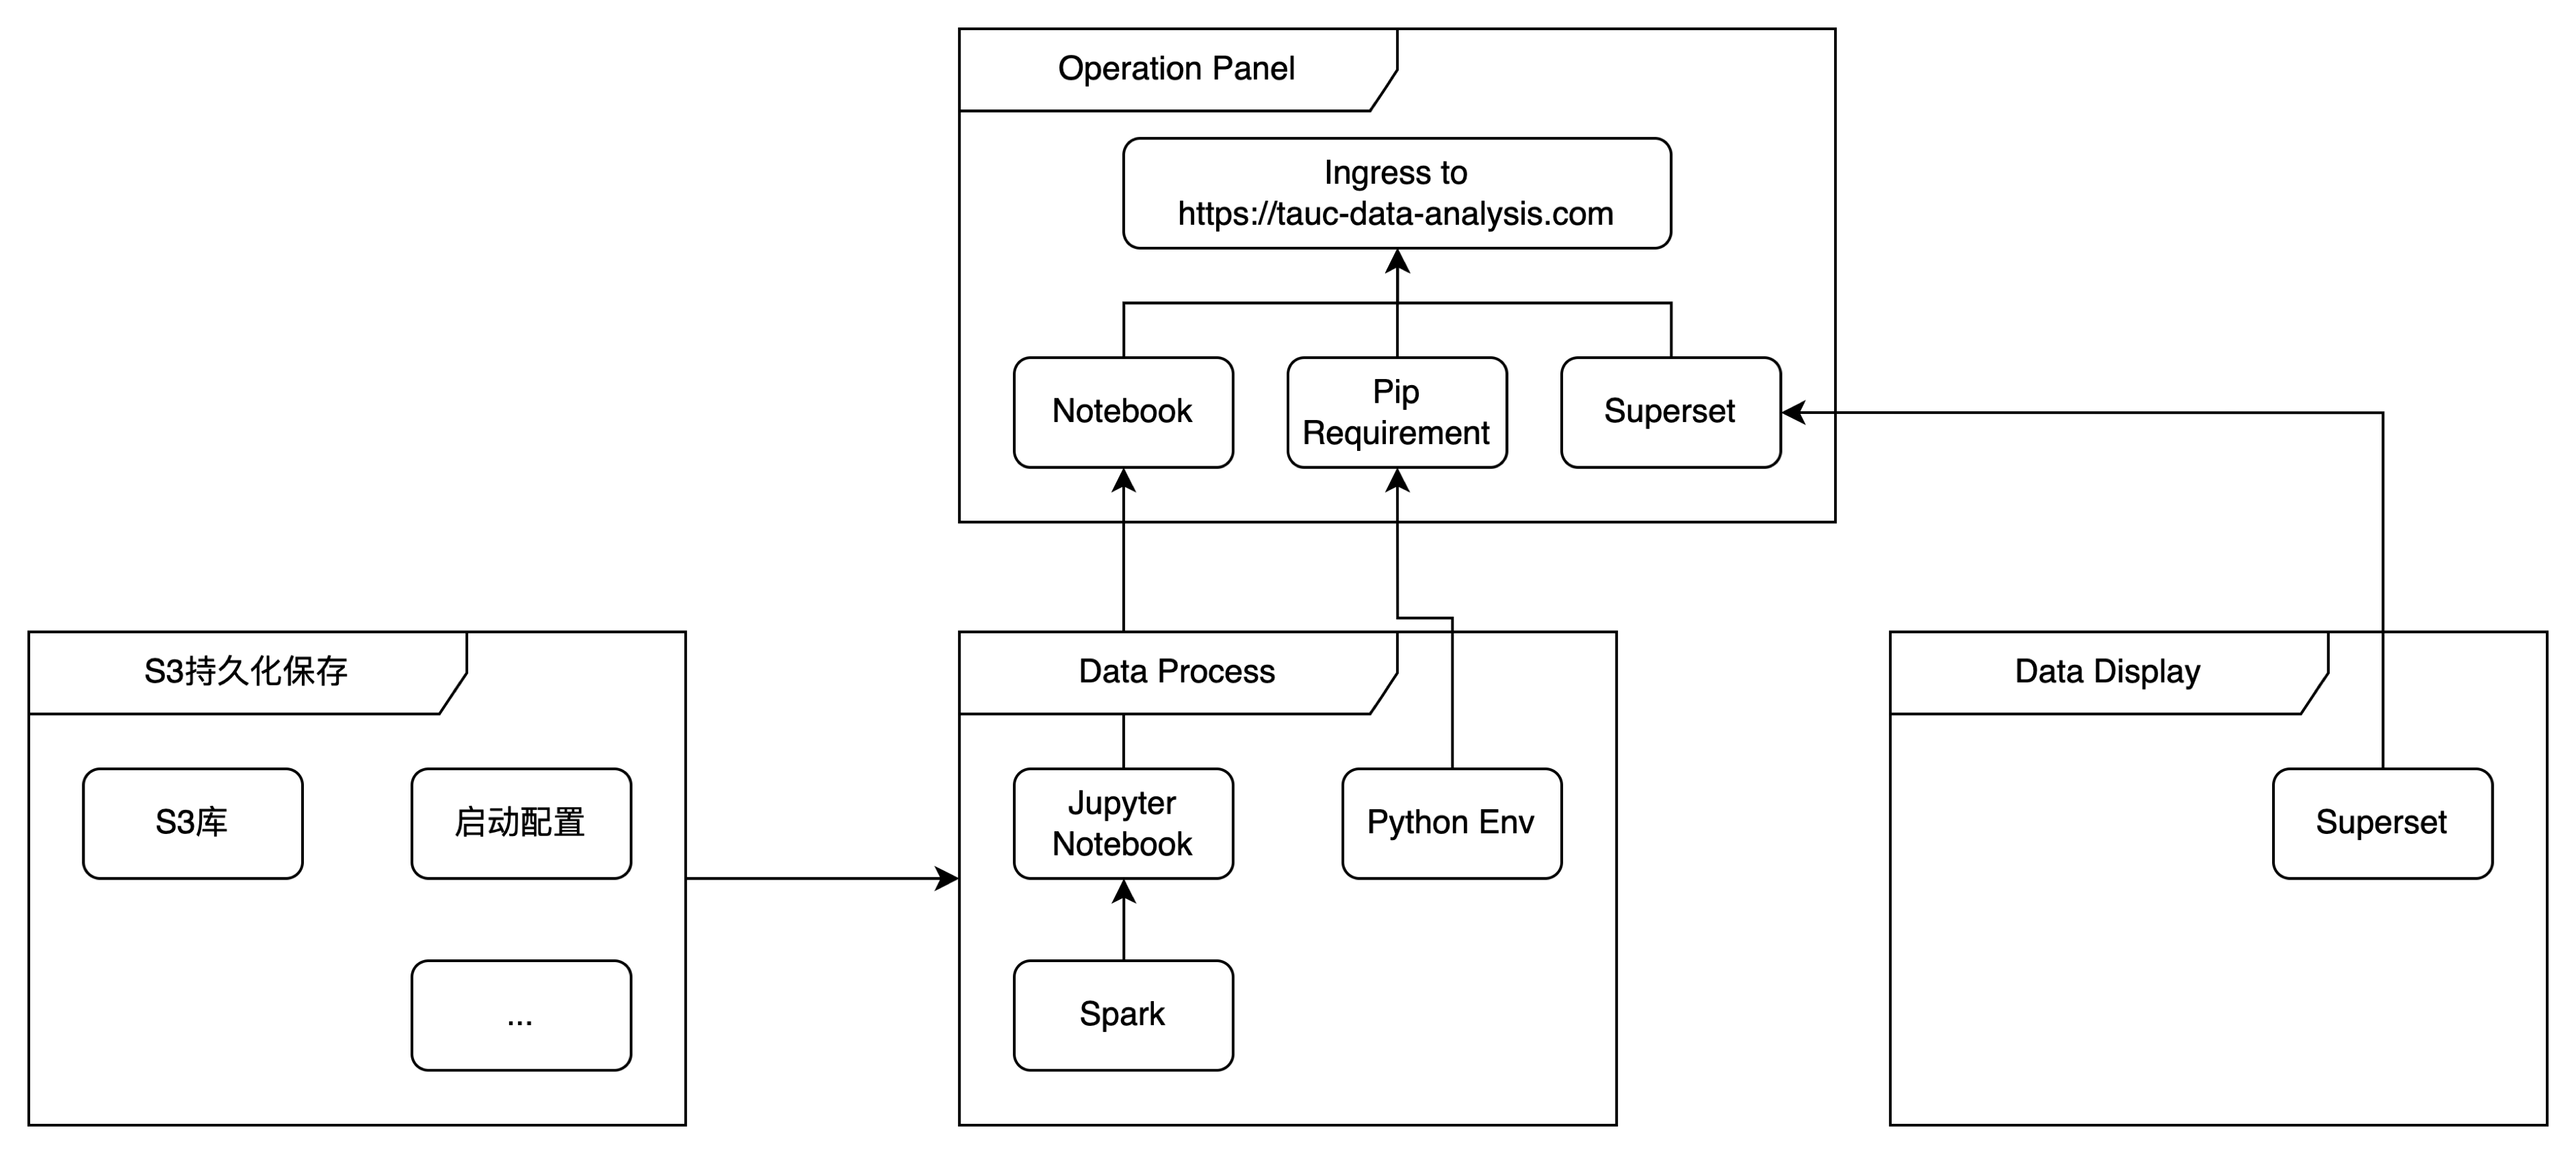 Operation Panel
Ingress to
https://tauc-data-analysis.com
Notebook
Pip
Requirement
Superset
S3持久化保存
S3库
启动配置
...
Data Process
Jupyter
Notebook
Python Env
Spark
Data Display
Superset